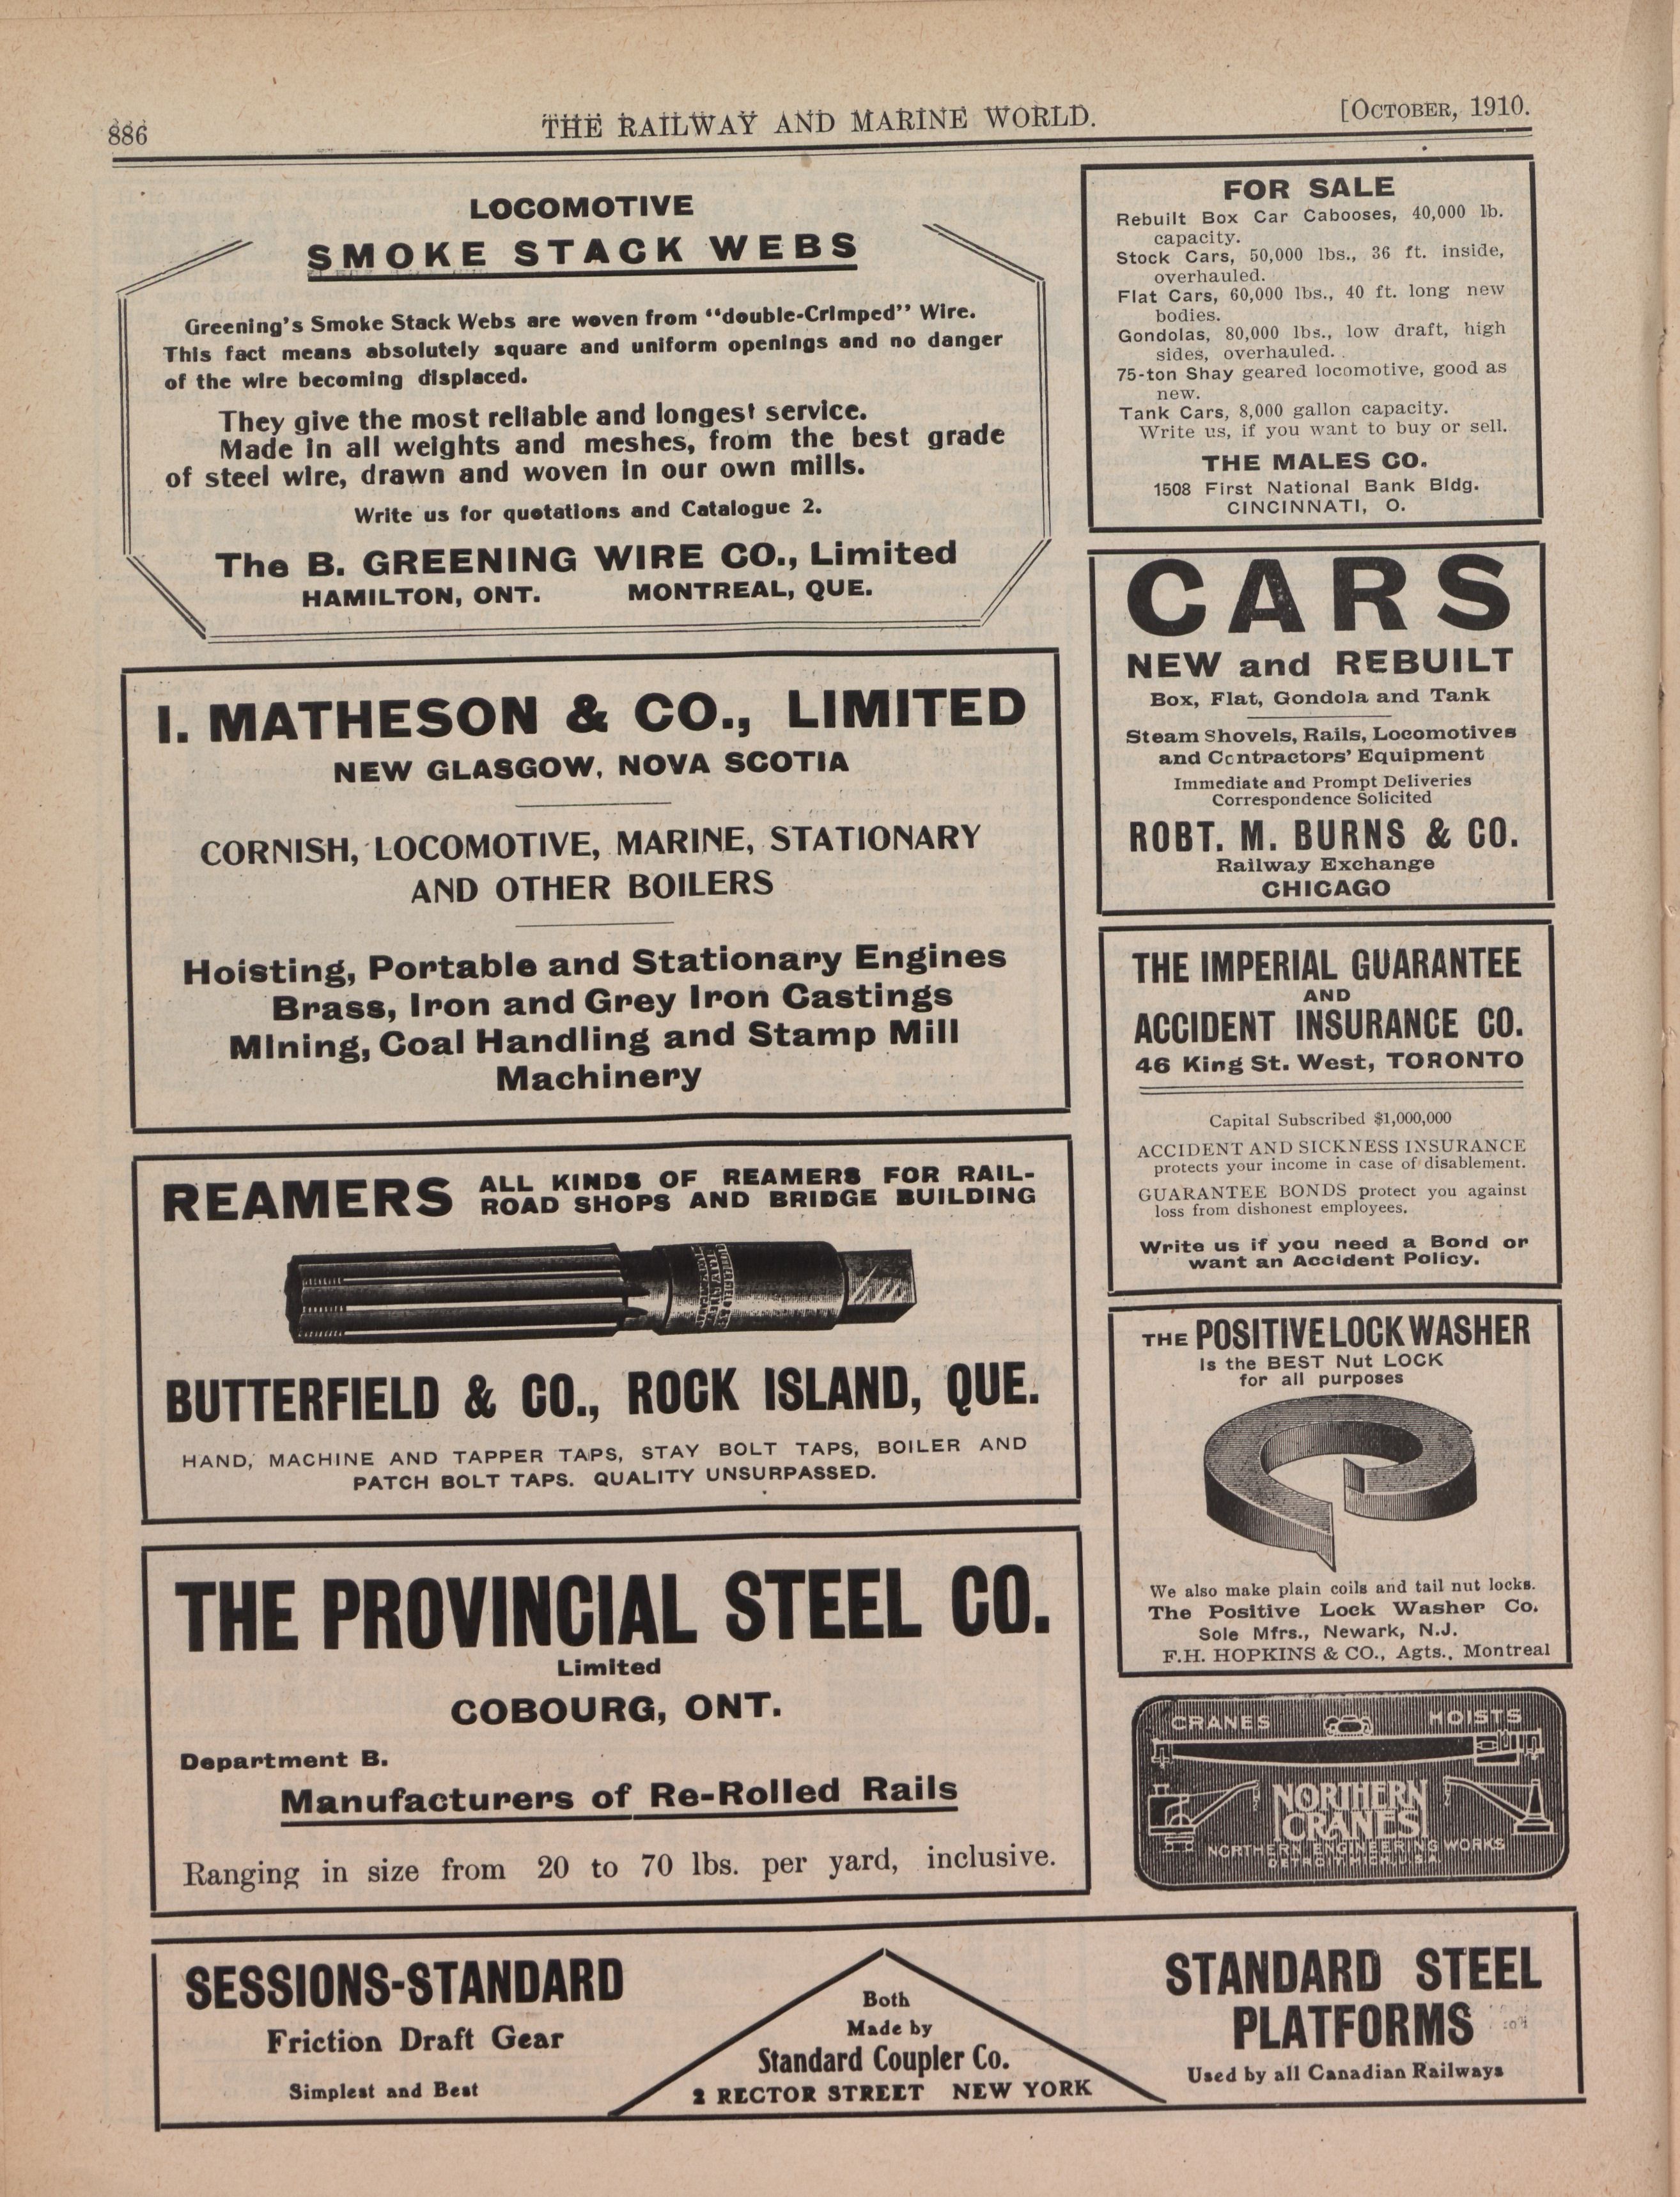 886
THE RAILWAY AND MARINE WORLD.
[OCTOBER, 1910.
LOCOMOTIVE
SMOKE STACK WEBS
Greening's Smoke Stack Webs are woven from "double-Crimped" Wire.
This fact means absolutely square and uniform openings and no danger
of the wire becoming displaced.
They give the most reliable and longest service.
Made in all weights and meshes, from the best grade
of steel wire, drawn and woven in our own mills.
Write us for quotations and Catalogue 2.
The B. GREENING WIRE CO., Limited
HAMILTON, ONT. MONTREAL, QUE.
I. MATHESON & CO., LIMITED
NEW GLASGOW, NOVA SCOTIA
CORNISH, LOCOMOTIVE, MARINE, STATIONARY
AND OTHER BOILERS
Hoisting, Portable and Stationary Engines
Brass, Iron and Grey Iron Castings
Mining, Coal Handling and Stamp Mill
Machinery
REAMERS
ALL KINDS OF REAMERS FOR RAIL-
ROAD SHOPS AND BRIDGE BUILDING
BUTTERFIELD & CO., ROCK ISLAND, QUE.
HAND, MACHINE AND TAPPER TAPS, STAY BOLT TAPS, BOILER AND
PATCH BOLT TAPS. QUALITY UNSURPASSED.
THE PROVINCIAL STEEL CO.
Limited
COBOURG, ONT.
Department B.
Manufacturers of Re-Rolled Rails
Ranging in size from 20 to 70 lbs. per yard, inclusive.
FOR SALE
Rebuilt Box Car Cabooses, 40,000 lb.
capacity.
Stock Cars, 50,000 lbs., 36 ft. inside,
overhauled.
Flat Cars, 60,000 lbs., 40 ft. long new
bodies.
Gondolas, 80,000 lbs., low draft, high
sides, overhauled.
75-ton Shay geared locomotive, good as
new.
Tank Cars, 8,000 gallon capacity.
Write us, if you want to buy or sell.
THE MALES CO.
1508 First National Bank Bldg.
CINCINNATI, O.
CARS
NEW and REBUILT
Box, Flat, Gondola and Tank
Steam Shovels, Rails, Locomotives
and Contractors' Equipment
Immediate and Prompt Deliveries
Correspondence Solicited
ROBT. M. BURNS & CO.
Railway Exchange
CHICAGO
THE IMPERIAL GUARANTEE
AND
ACCIDENT INSURANCE CO.
46 King St. West, TORONTO
Capital Subscribed $1,000,000
ACCIDENT AND SICKNESS INSURANCE
protects your income in case of disablement.
GUARANTEE BONDS protect you against
loss from dishonest employees.
Write us if you need a Bond or
want an Accident Policy.
THE POSITIVE LOCK WASHER
Is the BEST Nut LOCK
for all purposes
We also make plain coils and tail nut locks.
The Positive Lock Washer Co.
Sole Mfrs., Newark, N.J.
F.H. HOPKINS & CO., Agts., Montreal
CRANES HOISTS
NORTHERN
CRANES
NORTHERN ENGINEERING WORKS
DETROIT, MICH., U.S.A.
SESSIONS-STANDARD
Friction Draft Gear
Simplest and Best
Both
Made by
Standard Coupler Co.
2 RECTOR STREET NEW YORK
STANDARD STEEL
PLATFORMS
Used by all Canadian Railways